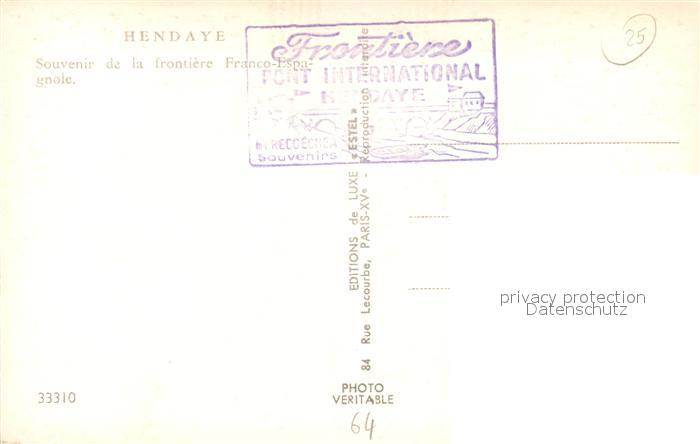 HENDAYE
Souvenir de la frontière Franco-Espa-
gnole.
Frontière
PONT INTERNATIONAL
HENDAYE
Souvenirs
25
EDITIONS de LUXE « ESTEL »
84 Rue Lecourbe, PARIS-XVe - Reproduction interdite
privacy protection
Datenschutz
33310
PHOTO
VERITABLE
64